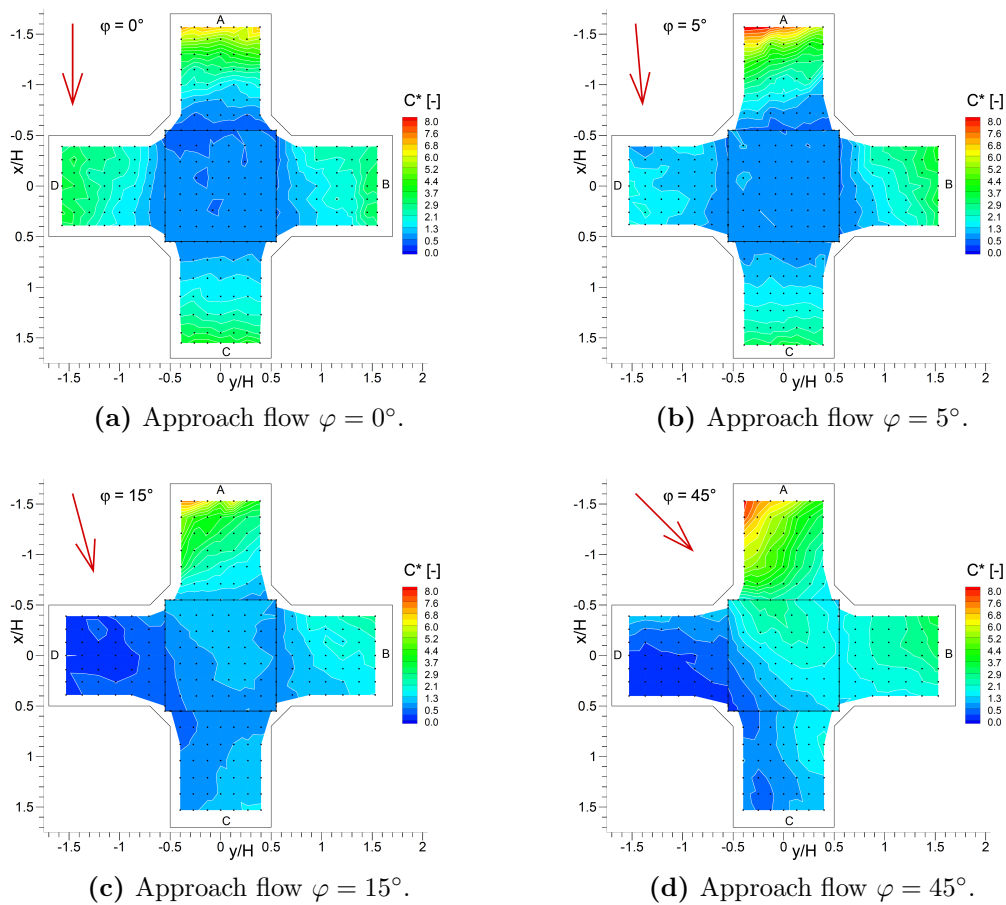 φ = 0°
A
B
C
D
x/H
-1.5
-1
-0.5
0
0.5
1
1.5
-1.5 -1 -0.5 0 0.5 1 1.5 2
y/H
C* [-]
8.0
7.6
6.8
6.0
5.2
4.4
3.7
2.9
2.1
1.3
0.5
0.0
(a) Approach flow φ = 0°.
φ = 5°
A
B
C
D
x/H
-1.5
-1
-0.5
0
0.5
1
1.5
-1.5 -1 -0.5 0 0.5 1 1.5 2
y/H
C* [-]
8.0
7.6
6.8
6.0
5.2
4.4
3.7
2.9
2.1
1.3
0.5
0.0
(b) Approach flow φ = 5°.
φ = 15°
A
B
C
D
x/H
-1.5
-1
-0.5
0
0.5
1
1.5
-1.5 -1 -0.5 0 0.5 1 1.5 2
y/H
C* [-]
8.0
7.6
6.8
6.0
5.2
4.4
3.7
2.9
2.1
1.3
0.5
0.0
(c) Approach flow φ = 15°.
φ = 45°
A
B
C
D
x/H
-1.5
-1
-0.5
0
0.5
1
1.5
-1.5 -1 -0.5 0 0.5 1 1.5 2
y/H
C* [-]
8.0
7.6
6.8
6.0
5.2
4.4
3.7
2.9
2.1
1.3
0.5
0.0
(d) Approach flow φ = 45°.